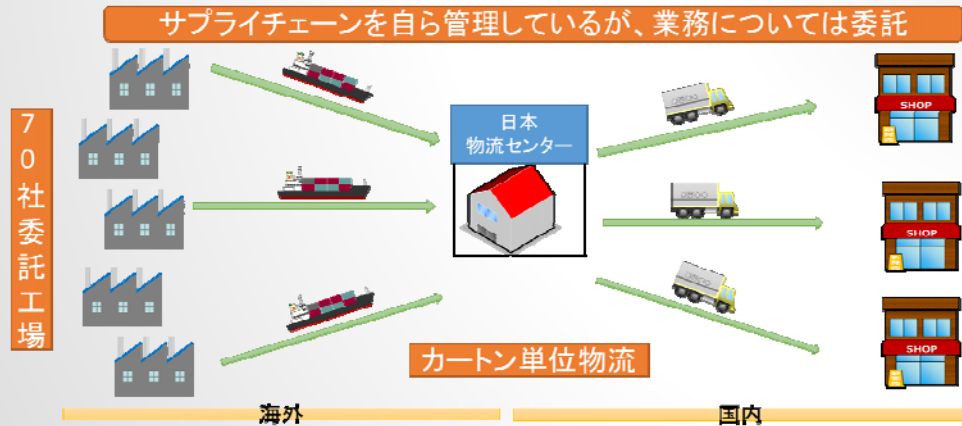 サプライチェーンを自ら管理しているが、業務については委託
70社委託工場
日本
物流センター
SHOP
SHOP
SHOP
カートン単位物流
海外
国内